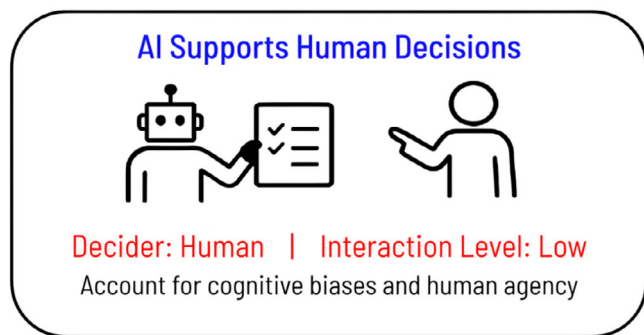 AI Supports Human Decisions
Decider: Human | Interaction Level: Low
Account for cognitive biases and human agency